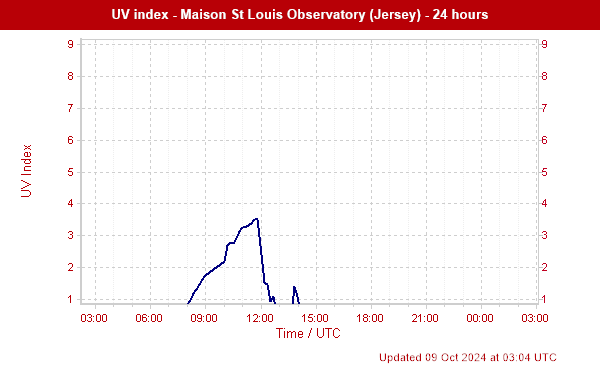 UV index - Maison St Louis Observatory (Jersey) - 24 hours
9 9
8 8
7 7
6 6
5 5
4 4
3 3
2 2
1 1
UV Index
03:00 06:00 09:00 12:00 15:00 18:00 21:00 00:00 03:00
Time / UTC
Updated 09 Oct 2024 at 03:04 UTC